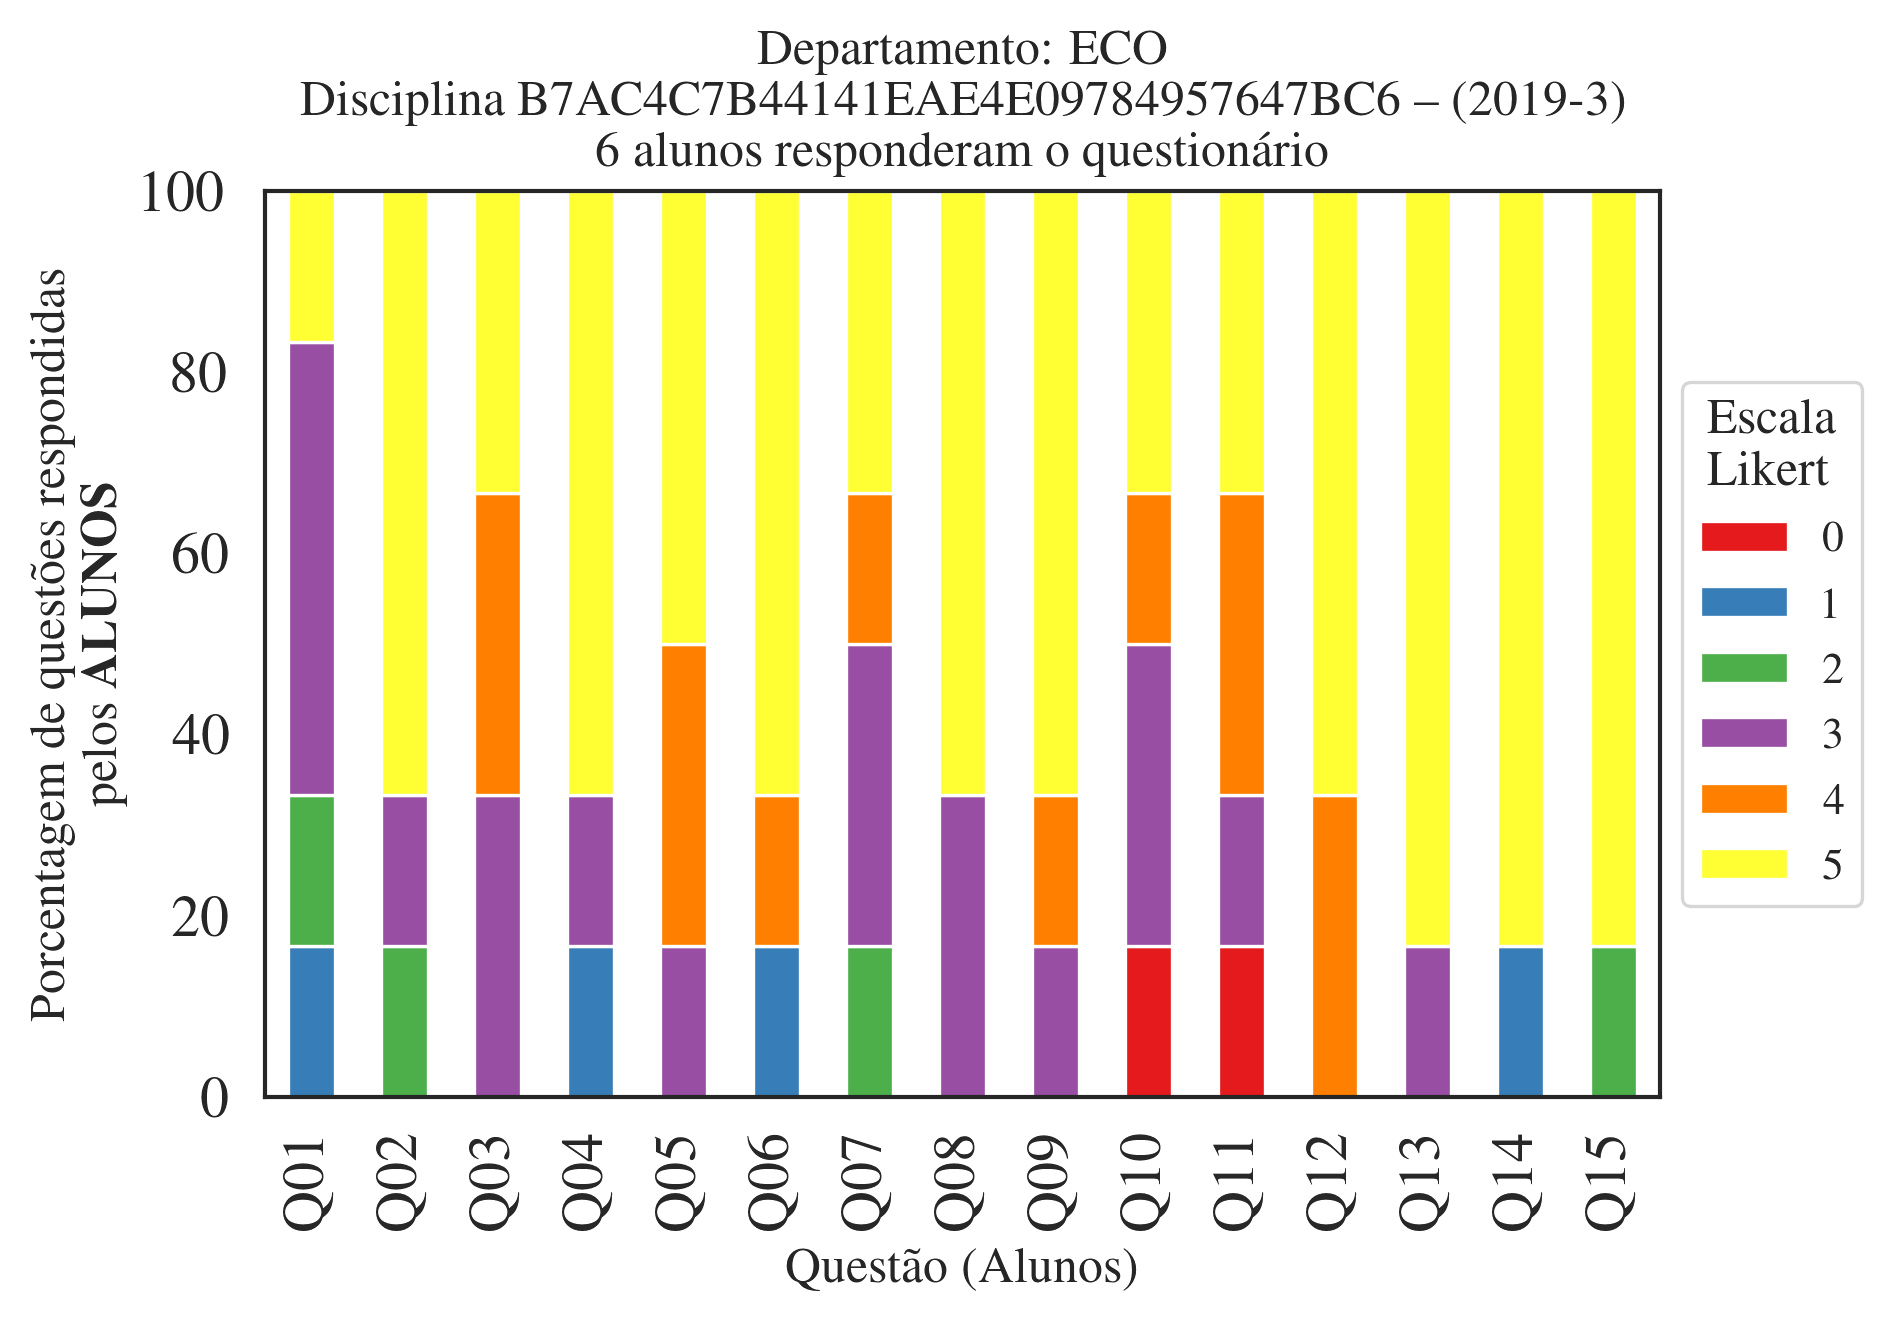 Departamento: ECO
Disciplina B7AC4C7B44141EAE4E09784957647BC6 – (2019-3)
6 alunos responderam o questionário
Porcentagem de questões respondidas
pelos ALUNOS
100
80
60
40
20
0
Q01
Q02
Q03
Q04
Q05
Q06
Q07
Q08
Q09
Q10
Q11
Q12
Q13
Q14
Q15
Questão (Alunos)
Escala
Likert
0
1
2
3
4
5